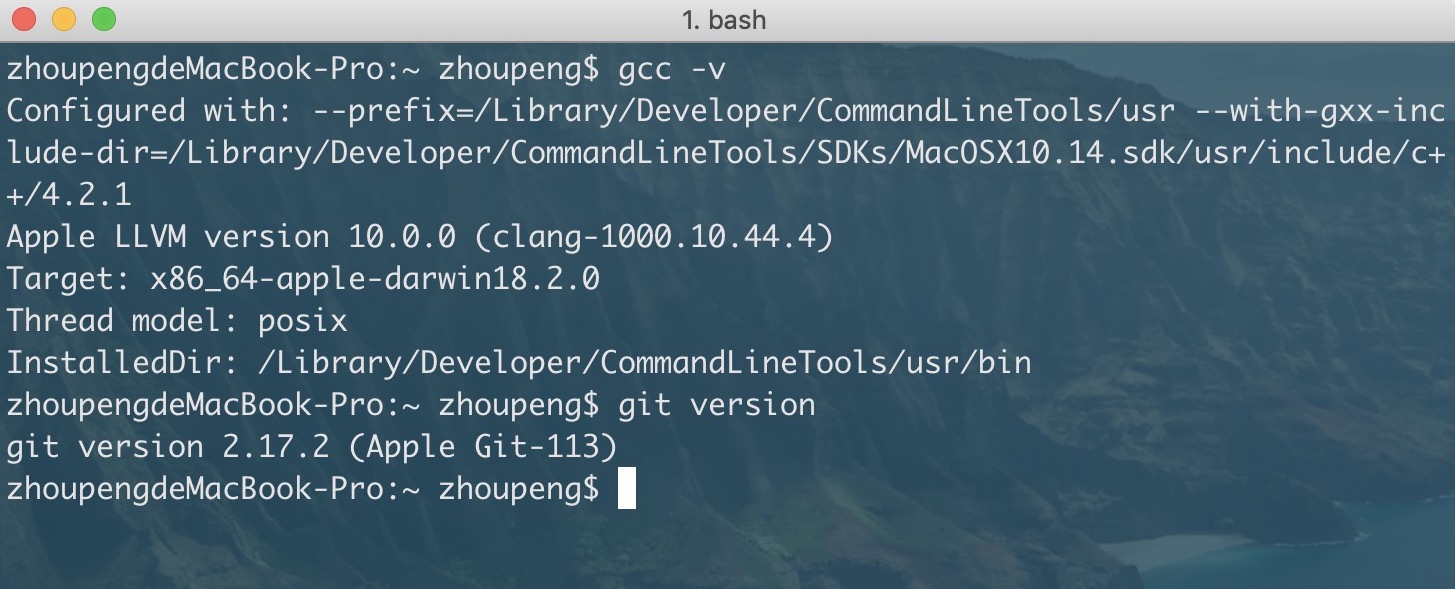 1. bash
zhoupengdeMacBook-Pro:~ zhoupeng$ gcc -v
Configured with: --prefix=/Library/Developer/CommandLineTools/usr --with-gxx-inc
lude-dir=/Library/Developer/CommandLineTools/SDKs/MacOSX10.14.sdk/usr/include/c+
+/4.2.1
Apple LLVM version 10.0.0 (clang-1000.10.44.4)
Target: x86_64-apple-darwin18.2.0
Thread model: posix
InstalledDir: /Library/Developer/CommandLineTools/usr/bin
zhoupengdeMacBook-Pro:~ zhoupeng$ git version
git version 2.17.2 (Apple Git-113)
zhoupengdeMacBook-Pro:~ zhoupeng$